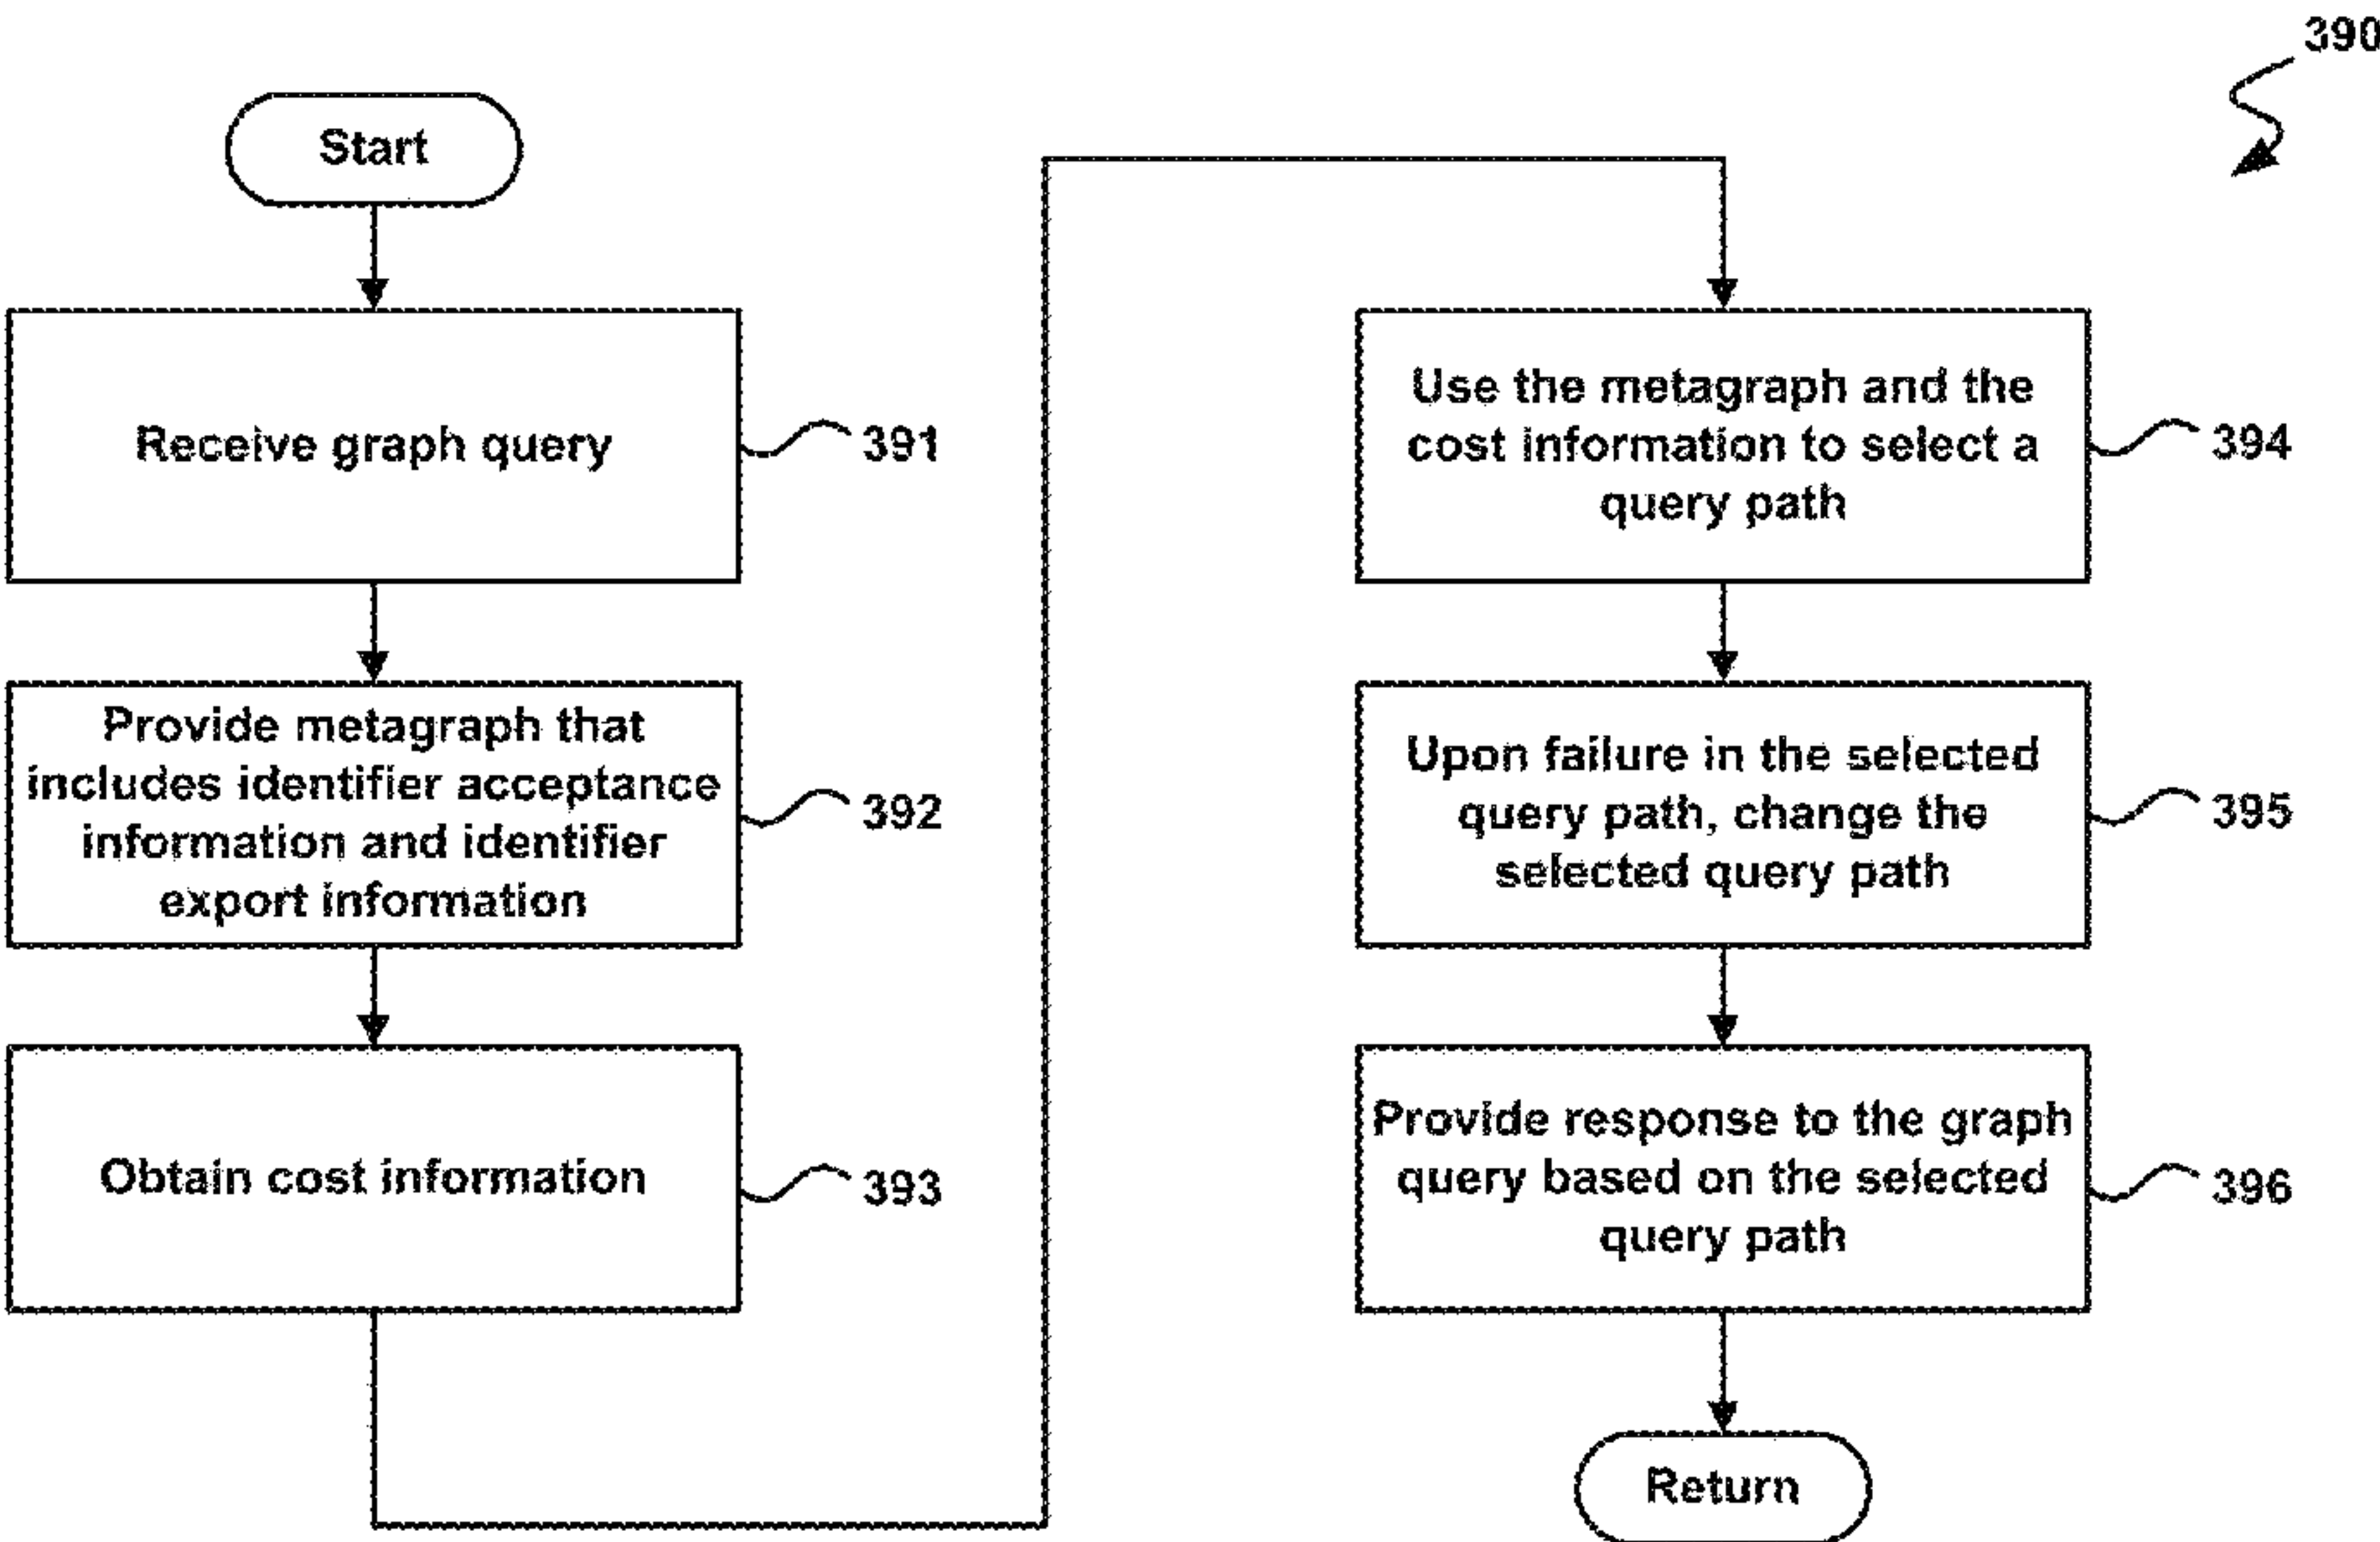 390
Start
Receive graph query
391
Provide metagraph that
includes identifier acceptance
information and identifier
export information
392
Obtain cost information
393
Use the metagraph and the
cost information to select a
query path
394
Upon failure in the selected
query path, change the
selected query path
395
Provide response to the graph
query based on the selected
query path
396
Return